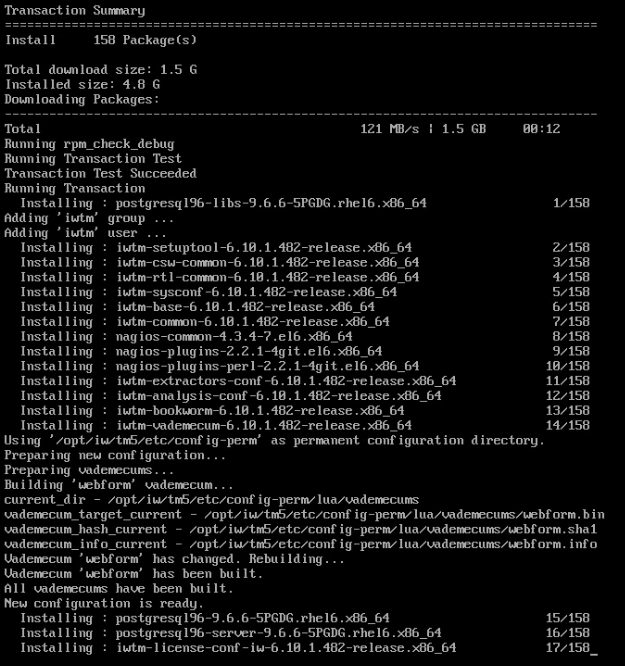 Transaction Summary
================================================================================
Install     158 Package(s)
Total download size: 1.5 G
Installed size: 4.8 G
Downloading Packages:
--------------------------------------------------------------------------------
Total                                           121 MB/s | 1.5 GB     00:12
Running rpm_check_debug
Running Transaction Test
Transaction Test Succeeded
Running Transaction
  Installing : postgresql96-libs-9.6.6-5PGDG.rhel6.x86_64                 1/158
Adding 'iwtm' group ...
Adding 'iwtm' user ...
  Installing : iwtm-setuptool-6.10.1.482-release.x86_64                   2/158
  Installing : iwtm-csw-common-6.10.1.482-release.x86_64                  3/158
  Installing : iwtm-rtl-common-6.10.1.482-release.x86_64                  4/158
  Installing : iwtm-sysconf-6.10.1.482-release.x86_64                     5/158
  Installing : iwtm-base-6.10.1.482-release.x86_64                        6/158
  Installing : iwtm-common-6.10.1.482-release.x86_64                      7/158
  Installing : nagios-common-4.3.4-7.el6.x86_64                           8/158
  Installing : nagios-plugins-2.2.1-4git.el6.x86_64                       9/158
  Installing : nagios-plugins-perl-2.2.1-4git.el6.x86_64                 10/158
  Installing : iwtm-extractors-conf-6.10.1.482-release.x86_64            11/158
  Installing : iwtm-analysis-conf-6.10.1.482-release.x86_64              12/158
  Installing : iwtm-bookworm-6.10.1.482-release.x86_64                   13/158
  Installing : iwtm-vademecum-6.10.1.482-release.x86_64                  14/158
Using '/opt/iw/tm5/etc/config-perm' as permanent configuration directory.
Preparing new configuration...
Preparing vademecums...
Building 'webform' vademecum...
current_dir - /opt/iw/tm5/etc/config-perm/lua/vademecums
vademecum_target_current - /opt/iw/tm5/etc/config-perm/lua/vademecums/webform.bin
vademecum_hash_current - /opt/iw/tm5/etc/config-perm/lua/vademecums/webform.sha1
vademecum_info_current - /opt/iw/tm5/etc/config-perm/lua/vademecums/webform.info
Vademecum 'webform' has changed. Rebuilding...
Vademecum 'webform' has been built.
All vademecums have been built.
New configuration is ready.
  Installing : postgresql96-9.6.6-5PGDG.rhel6.x86_64                     15/158
  Installing : postgresql96-server-9.6.6-5PGDG.rhel6.x86_64              16/158
  Installing : iwtm-license-conf-iw-6.10.1.482-release.x86_64            17/158_